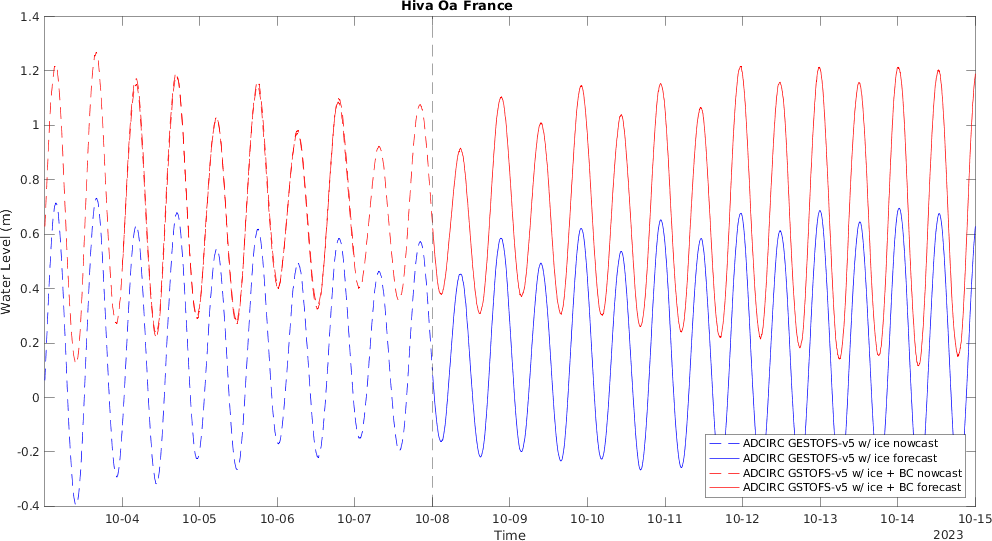 Hiva Oa France
1.4
1.2
1
0.8
0.6
0.4
0.2
0
-0.2
-0.4
Water Level (m)
ADCIRC GESTOFS-v5 w/ ice nowcast
ADCIRC GESTOFS-v5 w/ ice forecast
ADCIRC GSTOFS-v5 w/ ice + BC nowcast
ADCIRC GSTOFS-v5 w/ ice + BC forecast
10-04 10-05 10-06 10-07 10-08 10-09 10-10 10-11 10-12 10-13 10-14 10-15
Time
2023